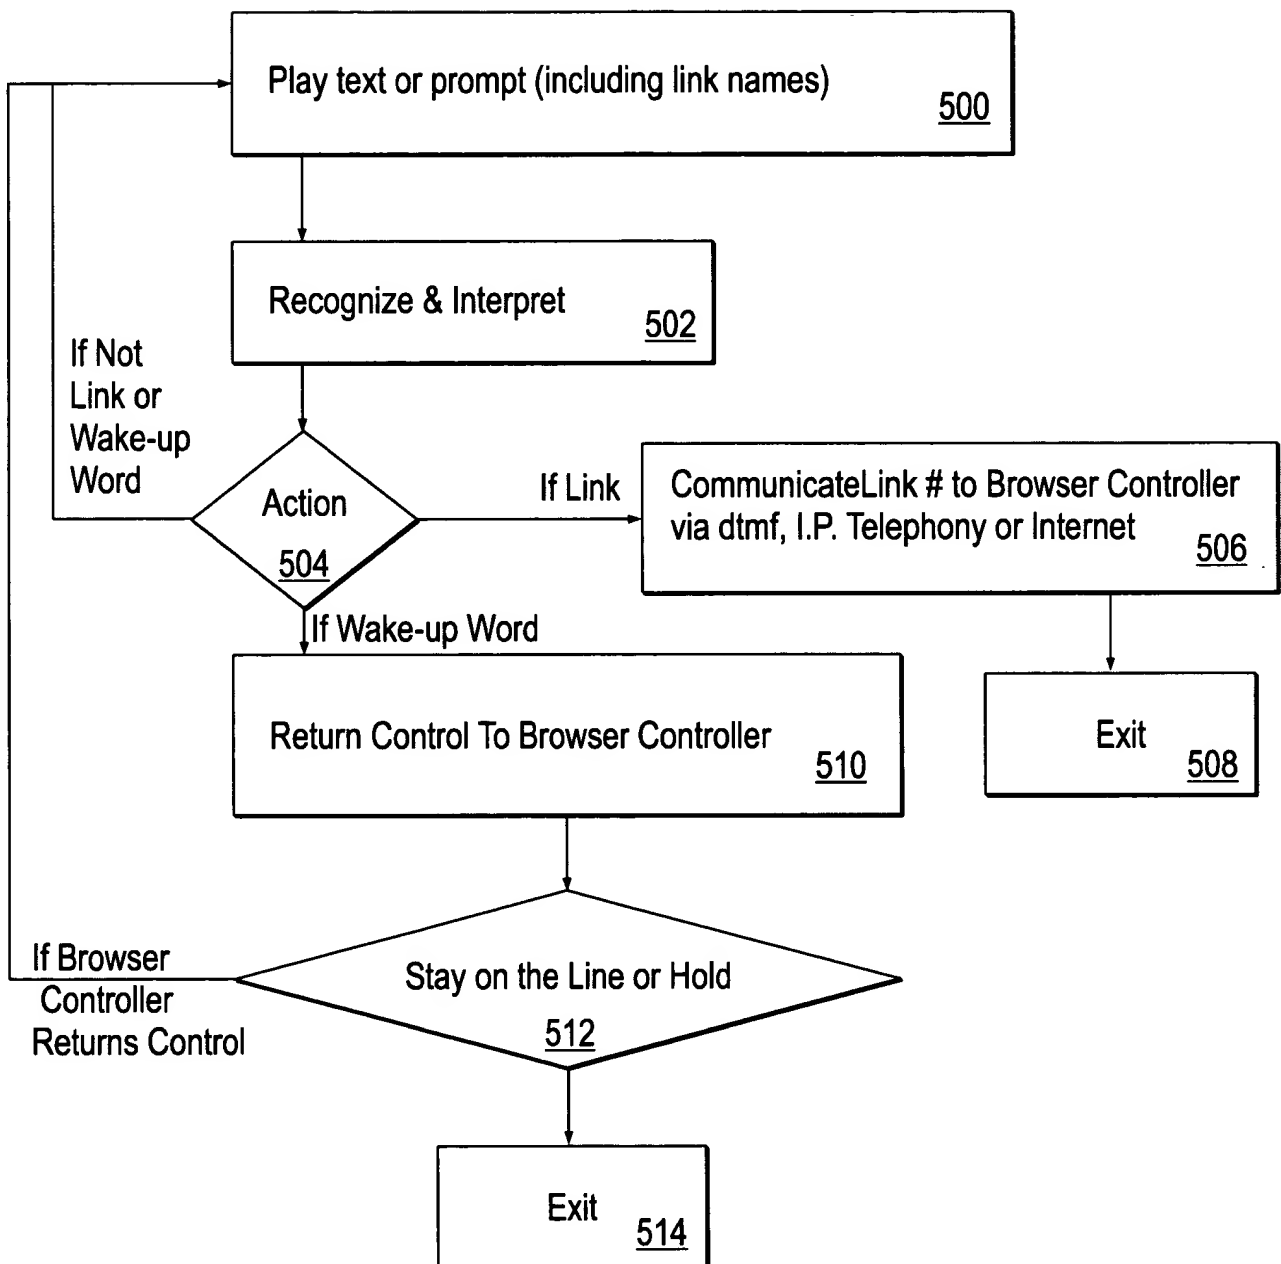 Play text or prompt (including link names)
500
Recognize & Interpret
502
If Not
Link or
Wake-up
Word
Action
504
If Link
CommunicateLink # to Browser Controller
via dtmf, I.P. Telephony or Internet
506
If Wake-up Word
Return Control To Browser Controller
510
Exit
508
If Browser
Controller
Returns Control
Stay on the Line or Hold
512
Exit
514